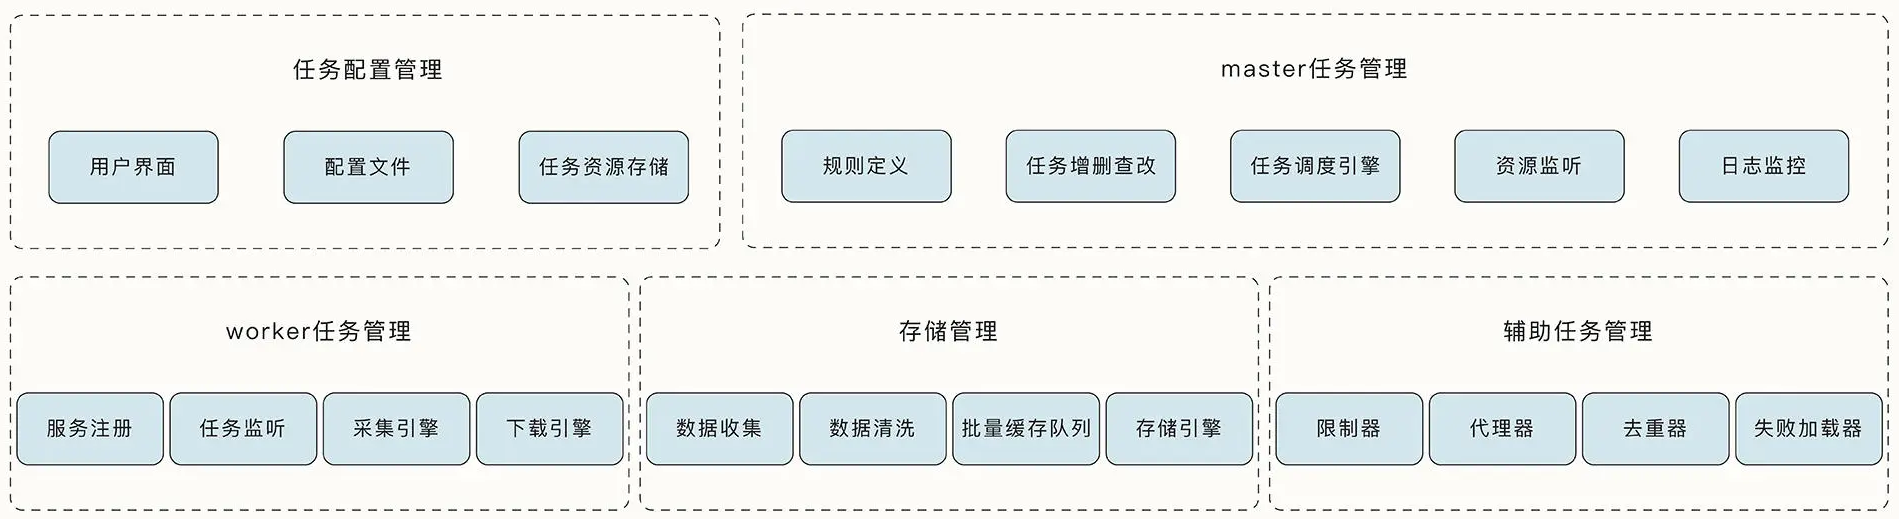 任务配置管理
用户界面
配置文件
任务资源存储
master任务管理
规则定义
任务增删查改
任务调度引擎
资源监听
日志监控
worker任务管理
服务注册
任务监听
采集引擎
下载引擎
存储管理
数据收集
数据清洗
批量缓存队列
存储引擎
辅助任务管理
限制器
代理器
去重器
失败加载器